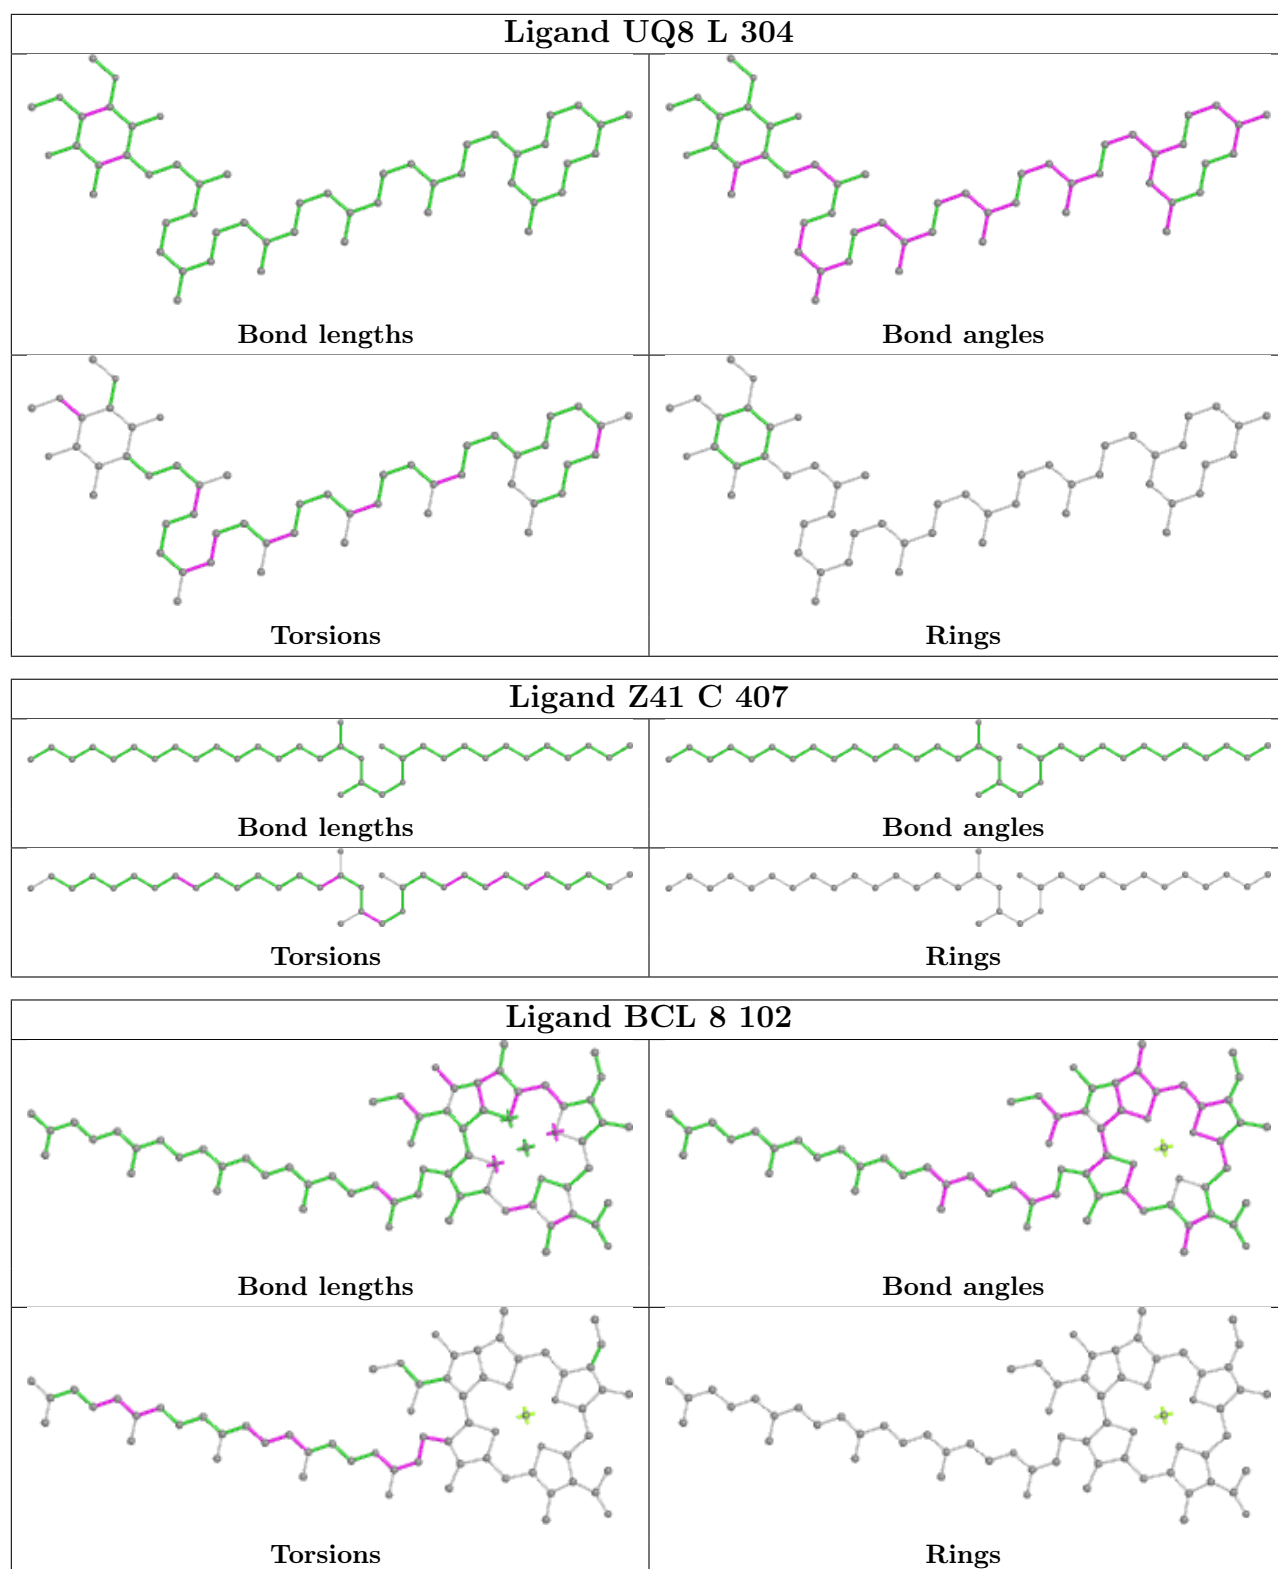 Ligand UQ8 L 304
Bond lengths
Bond angles
Torsions
Rings
Ligand Z41 C 407
Bond lengths
Bond angles
Torsions
Rings
Ligand BCL 8 102
Bond lengths
Bond angles
Torsions
Rings